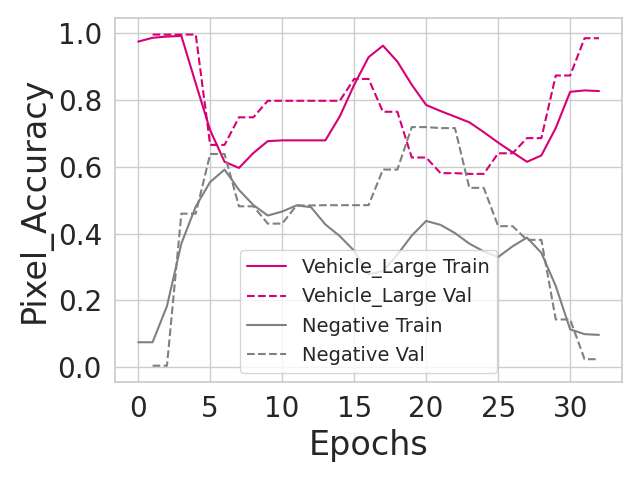 1.0
0.8
0.6
0.4
0.2
0.0
Pixel_Accuracy
Vehicle_Large Train
Vehicle_Large Val
Negative Train
Negative Val
0 5 10 15 20 25 30
Epochs